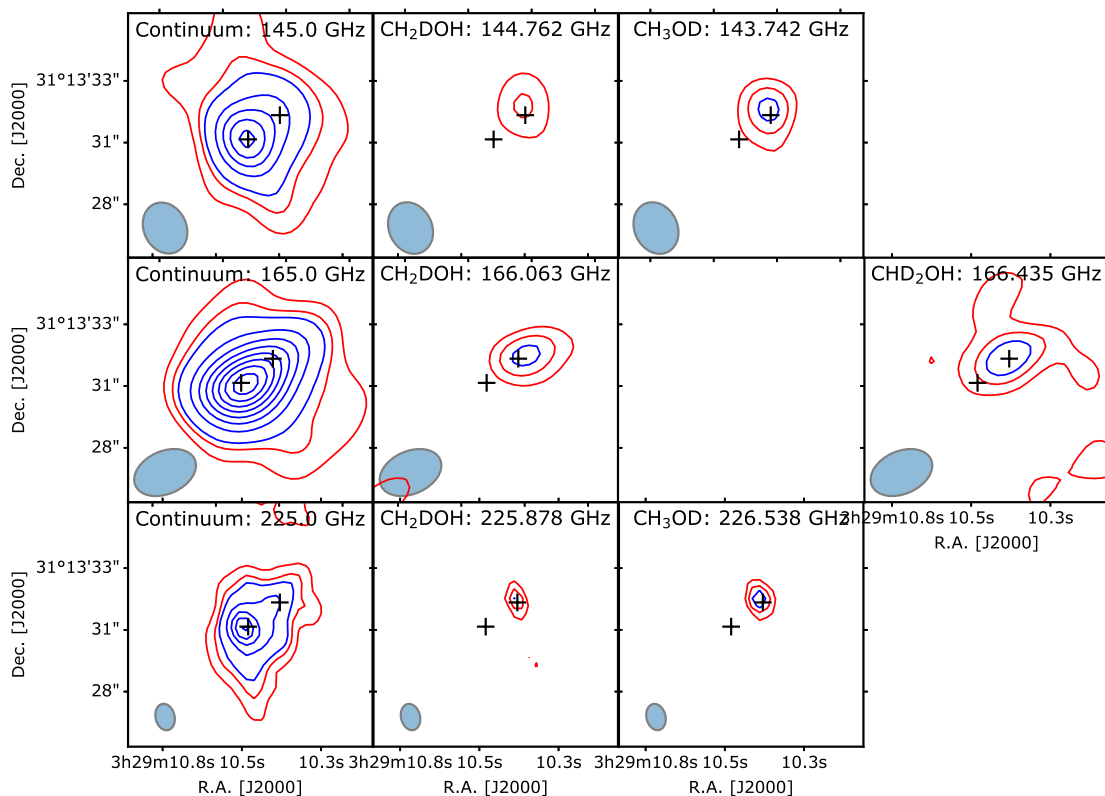 Continuum: 145.0 GHz
CH₂DOH: 144.762 GHz
CH₃OD: 143.742 GHz
31°13'33"
31"
28"
Dec. [J2000]
Continuum: 165.0 GHz
CH₂DOH: 166.063 GHz
CHD₂OH: 166.435 GHz
31°13'33"
31"
28"
Dec. [J2000]
3h29m10.8s 10.5s 10.3s
R.A. [J2000]
Continuum: 225.0 GHz
CH₂DOH: 225.878 GHz
CH₃OD: 226.538 GHz
31°13'33"
31"
28"
Dec. [J2000]
3h29m10.8s 10.5s 10.3s 3h29m10.8s 10.5s 10.3s 3h29m10.8s 10.5s 10.3s
R.A. [J2000] R.A. [J2000] R.A. [J2000]